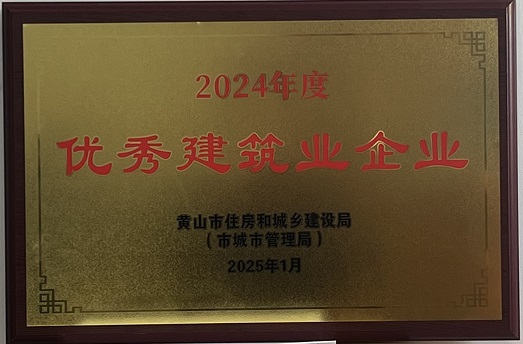 2024年度
优秀建筑业企业
黄山市住房和城乡建设局
（市城市管理局）
2025年1月